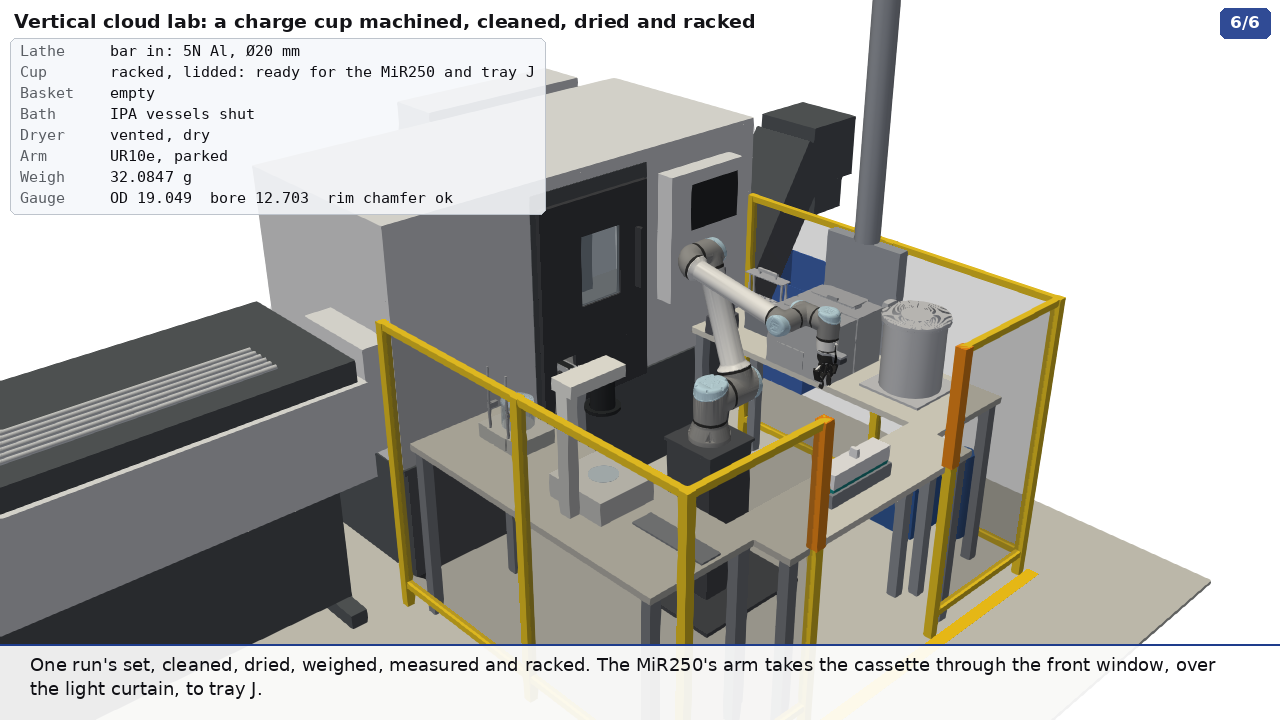 Vertical cloud lab: a charge cup machined, cleaned, dried and racked
6/6
Lathe bar in: 5N Al, Ø20 mm
Cup racked, lidded: ready for the MiR250 and tray J
Basket empty
Bath IPA vessels shut
Dryer vented, dry
Arm UR10e, parked
Weigh 32.0847 g
Gauge OD 19.049 bore 12.703 rim chamfer ok
One run's set, cleaned, dried, weighed, measured and racked. The MiR250's arm takes the cassette through the front window, over
the light curtain, to tray J.